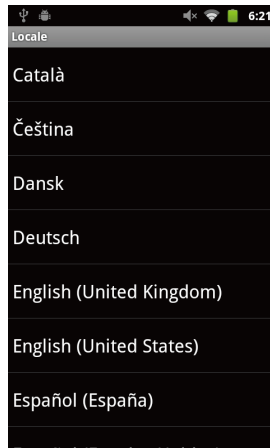 6:21
Locale
Català
Čeština
Dansk
Deutsch
English (United Kingdom)
English (United States)
Español (España)